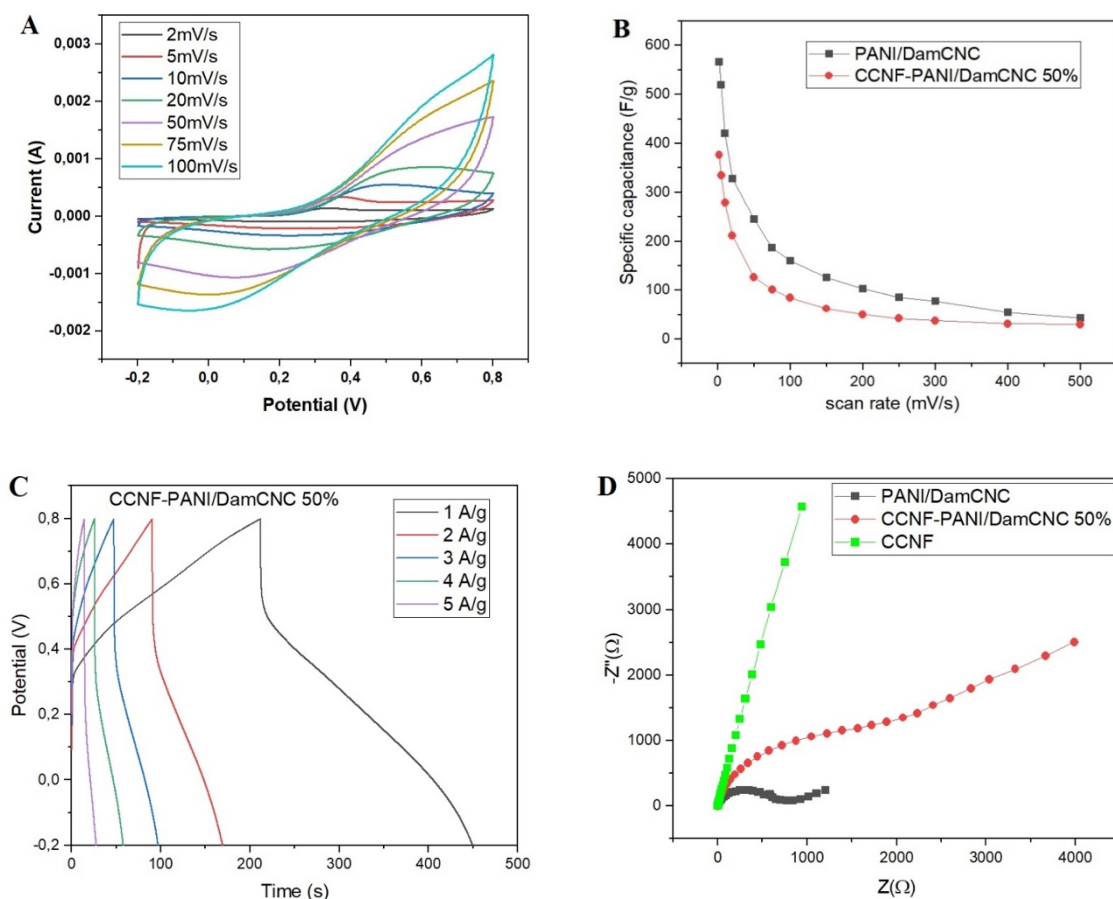 A
2mV/s
5mV/s
10mV/s
20mV/s
50mV/s
75mV/s
100mV/s
0,003
0,002
0,001
0,000
-0,001
-0,002
Current (A)
-0,2 0,0 0,2 0,4 0,6 0,8
Potential (V)
B
PANI/DamCNC
CCNF-PANI/DamCNC 50%
600
500
400
300
200
100
0
Specific capacitance (F/g)
0 100 200 300 400 500
scan rate (mV/s)
C
CCNF-PANI/DamCNC 50%
1 A/g
2 A/g
3 A/g
4 A/g
5 A/g
0,8
0,6
0,4
0,2
0,0
-0,2
Potential (V)
0 100 200 300 400 500
Time (s)
D
PANI/DamCNC
CCNF-PANI/DamCNC 50%
CCNF
5000
4000
3000
2000
1000
0
-Z"(Ω)
0 1000 2000 3000 4000
Z(Ω)